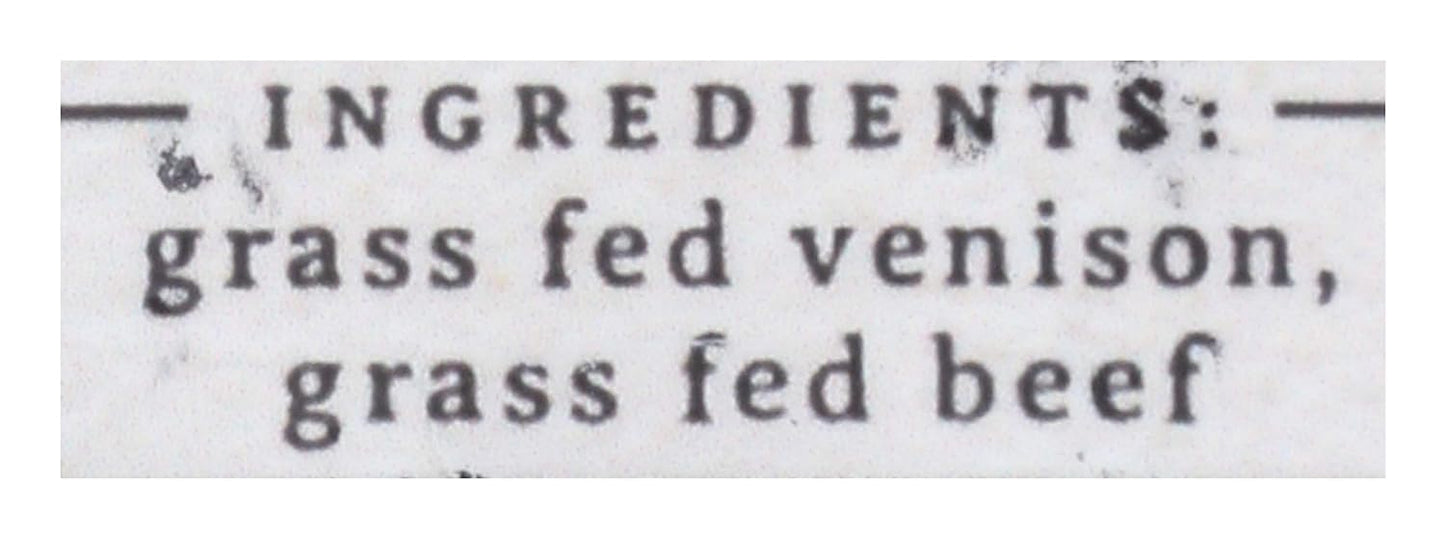 INGREDIENTS:
grass fed venison,
grass fed beef